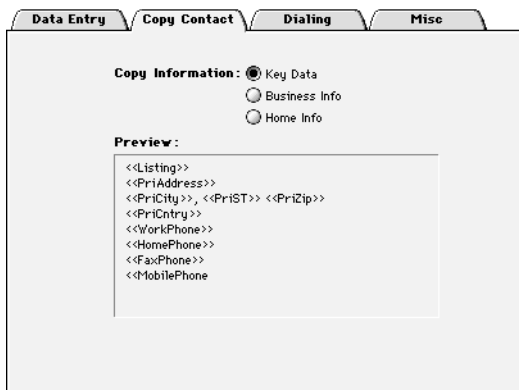 Data Entry Copy Contact Dialing Misc
Copy Information: Key Data
Business Info
Home Info
Preview:
<<Listing>>
<<PriAddress>>
<<PriCity>>, <<PriST>> <<PriZip>>
<<PriCntry>>
<<WorkPhone>>
<<HomePhone>>
<<FaxPhone>>
<<MobilePhone